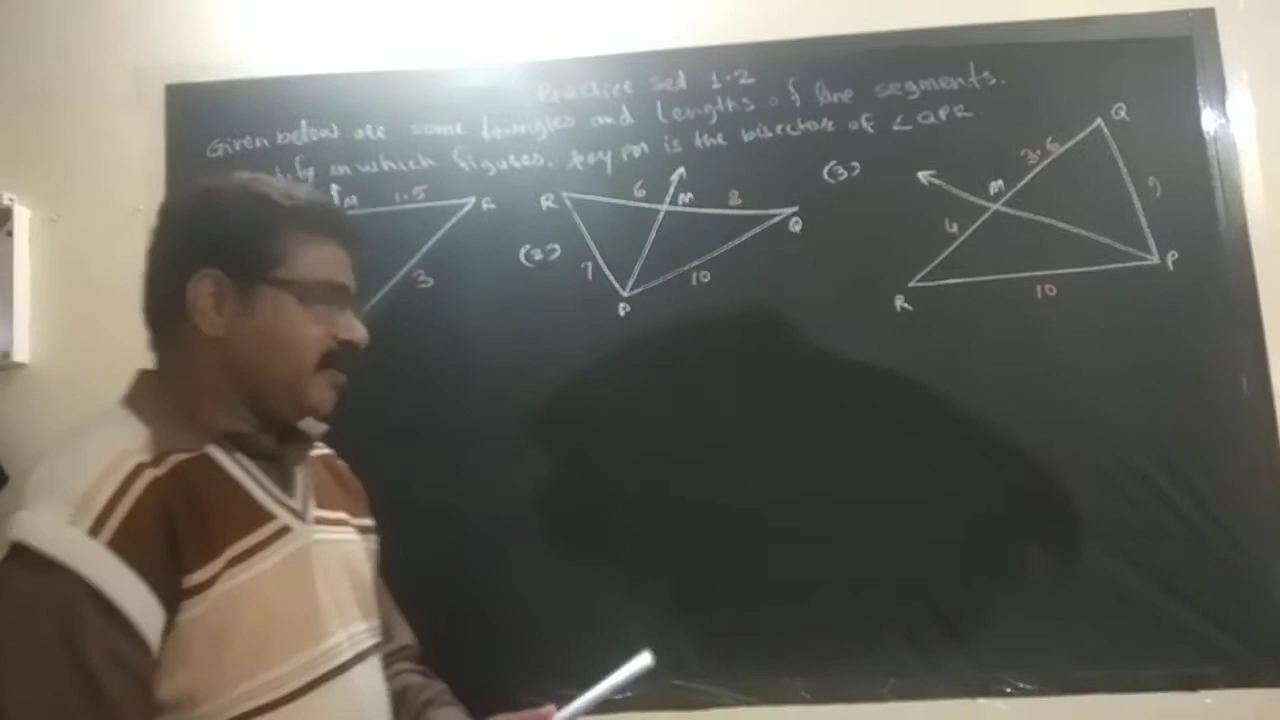 Practice set 1.2
Given below are some triangles and lengths of line segments.
in which figures, ray PM is the bisector of ∠QPR
M 1.5 R
3
(2) R 6 M 8 Q
7 10
P
(3) Q
3.6
M
4 9
P
R 10